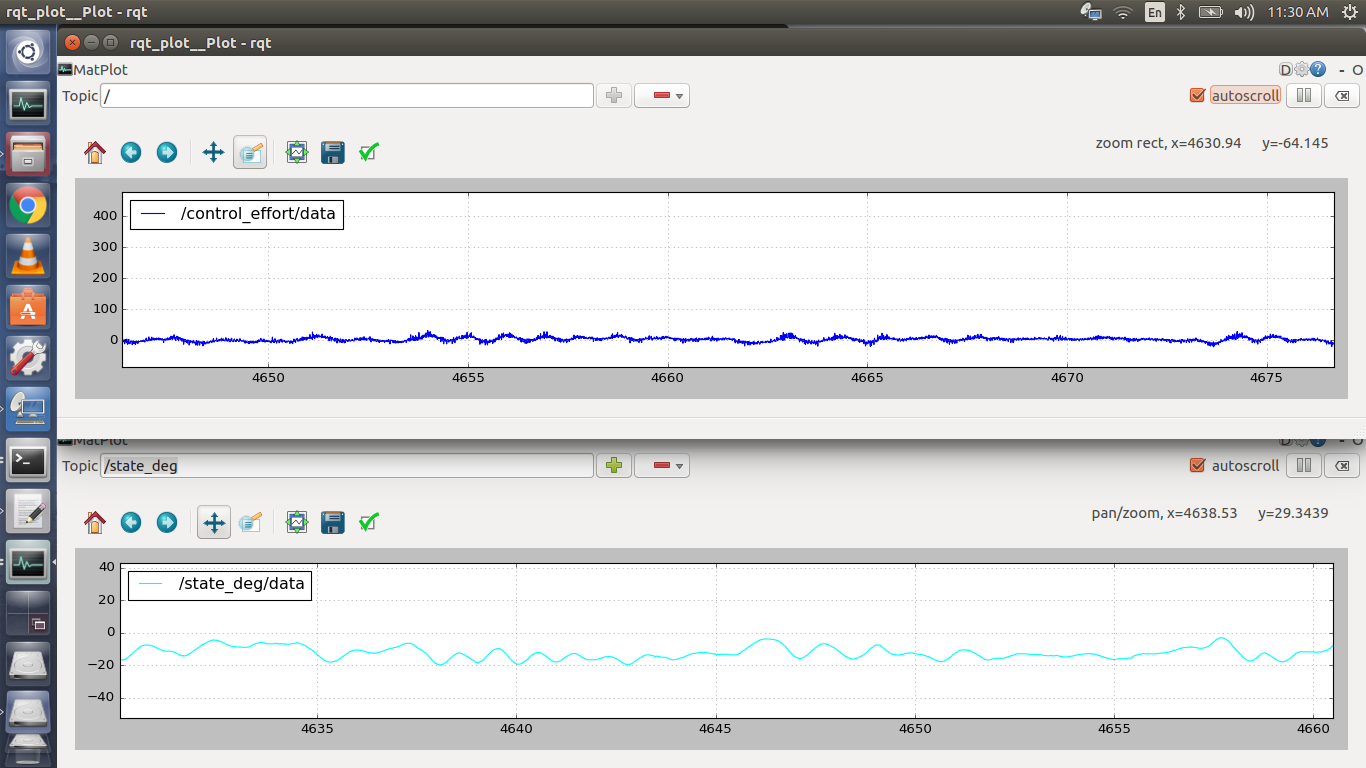 rqt_plot__Plot - rqt
En
11:30 AM
rqt_plot__Plot - rqt
MatPlot
D
- O
Topic /
autoscroll
zoom rect, x=4630.94 y=-64.145
/control_effort/data
400
300
200
100
0
4650 4655 4660 4665 4670 4675
MatPlot
D
- O
Topic /state_deg
autoscroll
pan/zoom, x=4638.53 y=29.3439
/state_deg/data
40
20
0
−20
−40
4635 4640 4645 4650 4655 4660